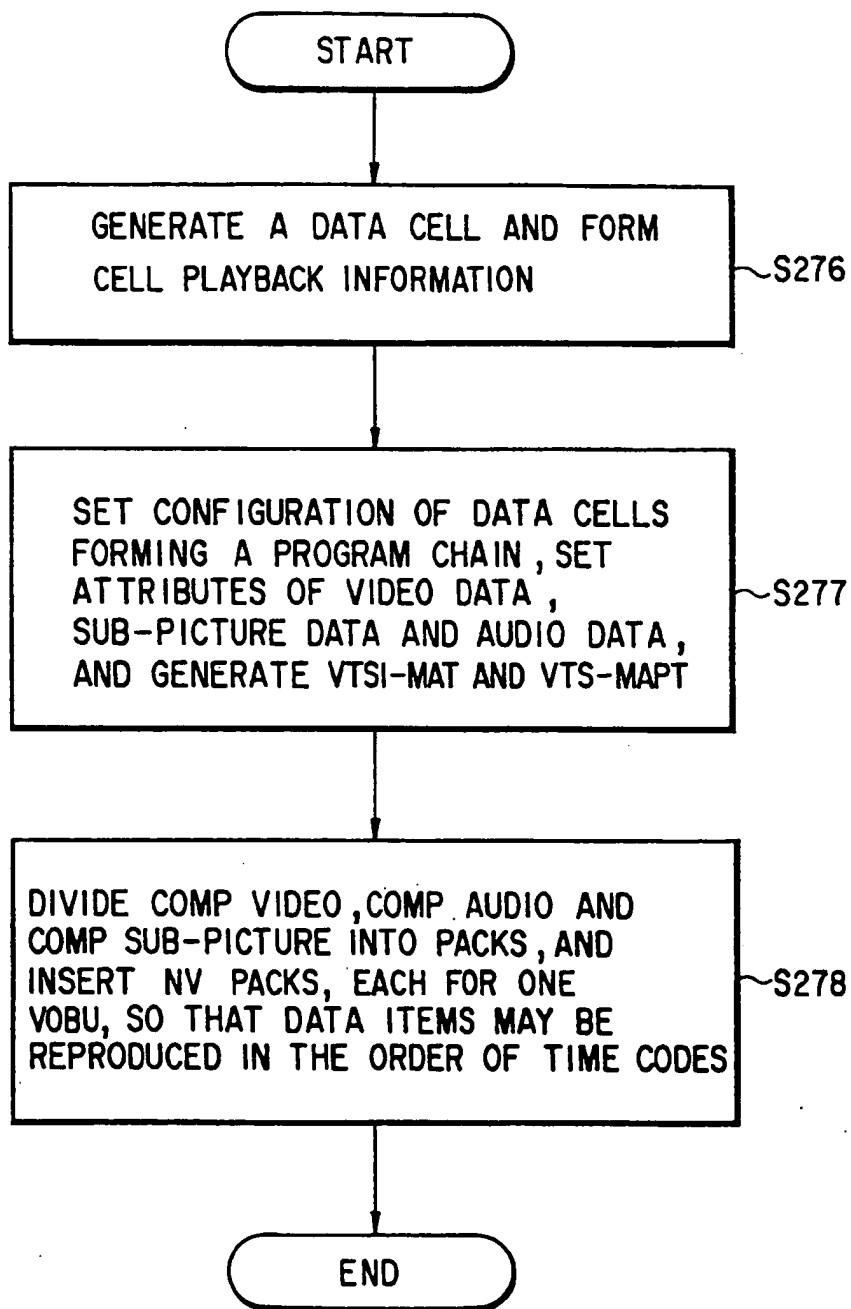 START
GENERATE A DATA CELL AND FORM
CELL PLAYBACK INFORMATION
S276
SET CONFIGURATION OF DATA CELLS
FORMING A PROGRAM CHAIN, SET
ATTRIBUTES OF VIDEO DATA,
SUB-PICTURE DATA AND AUDIO DATA,
AND GENERATE VTSI-MAT AND VTS-MAPT
S277
DIVIDE COMP VIDEO, COMP AUDIO AND
COMP SUB-PICTURE INTO PACKS, AND
INSERT NV PACKS, EACH FOR ONE
VOBU, SO THAT DATA ITEMS MAY BE
REPRODUCED IN THE ORDER OF TIME CODES
S278
END